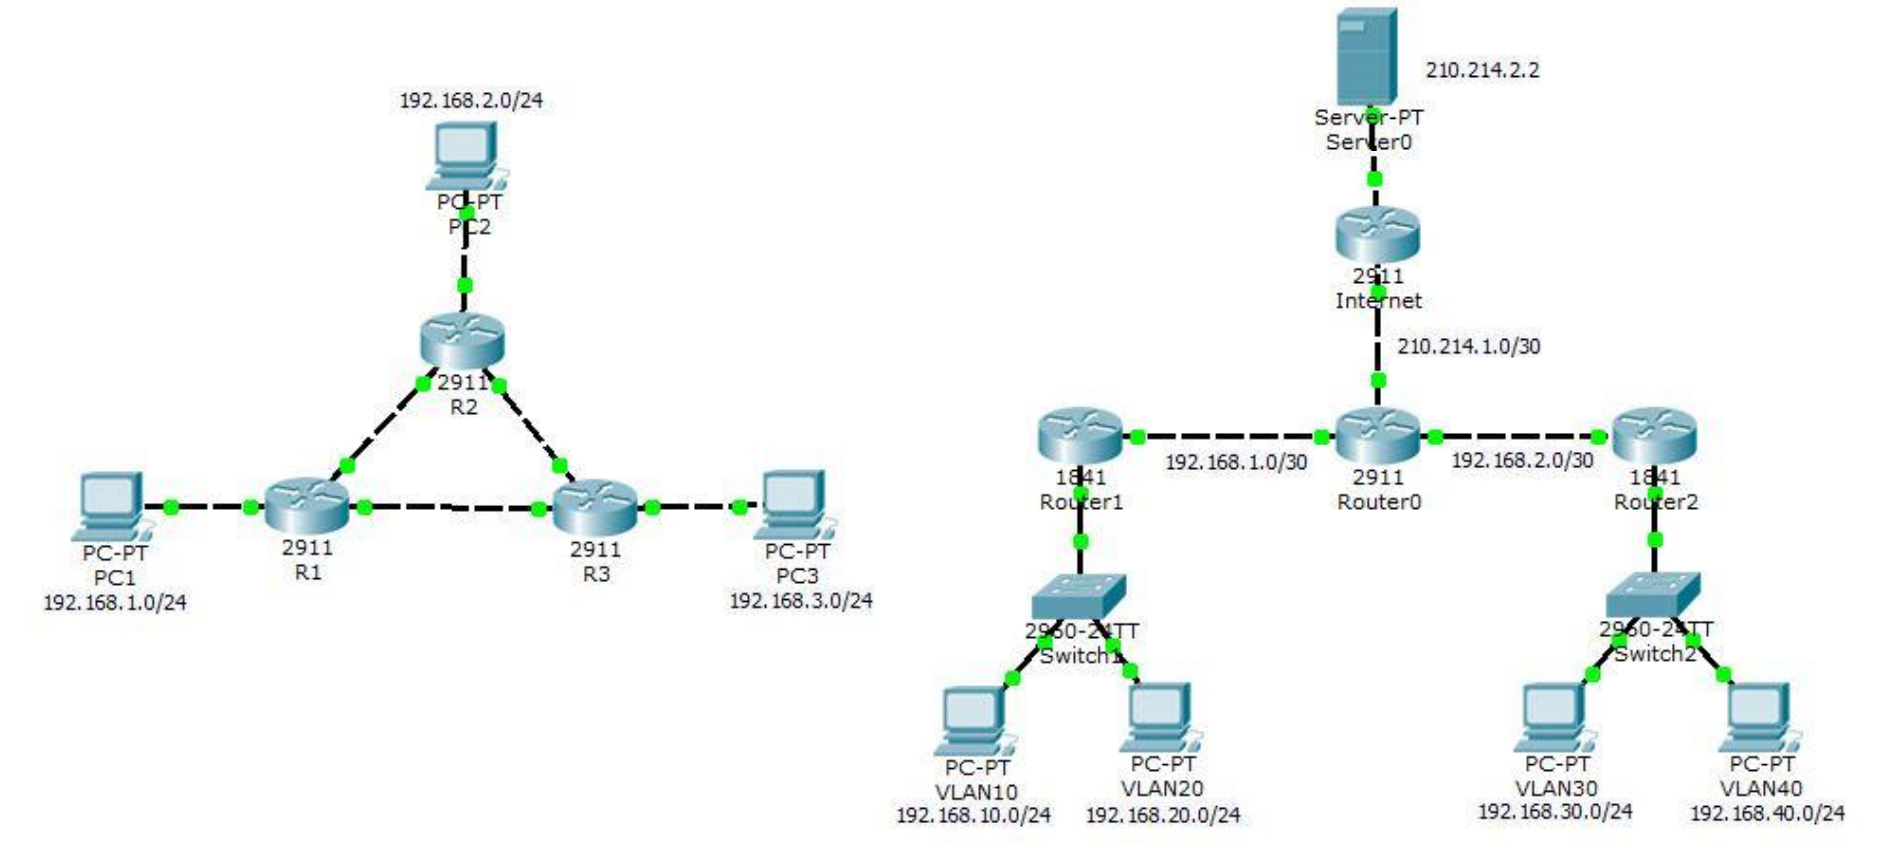 192.168.2.0/24
PC-PT
PC2
2911
R2
PC-PT
PC1
192.168.1.0/24
2911
R1
2911
R3
PC-PT
PC3
192.168.3.0/24
210.214.2.2
Server-PT
Server0
2911
Internet
210.214.1.0/30
1841
Router1
192.168.1.0/30
2911
Router0
192.168.2.0/30
1841
Router2
2960-24TT
Switch1
2960-24TT
Switch2
PC-PT
VLAN10
192.168.10.0/24
PC-PT
VLAN20
192.168.20.0/24
PC-PT
VLAN30
192.168.30.0/24
PC-PT
VLAN40
192.168.40.0/24